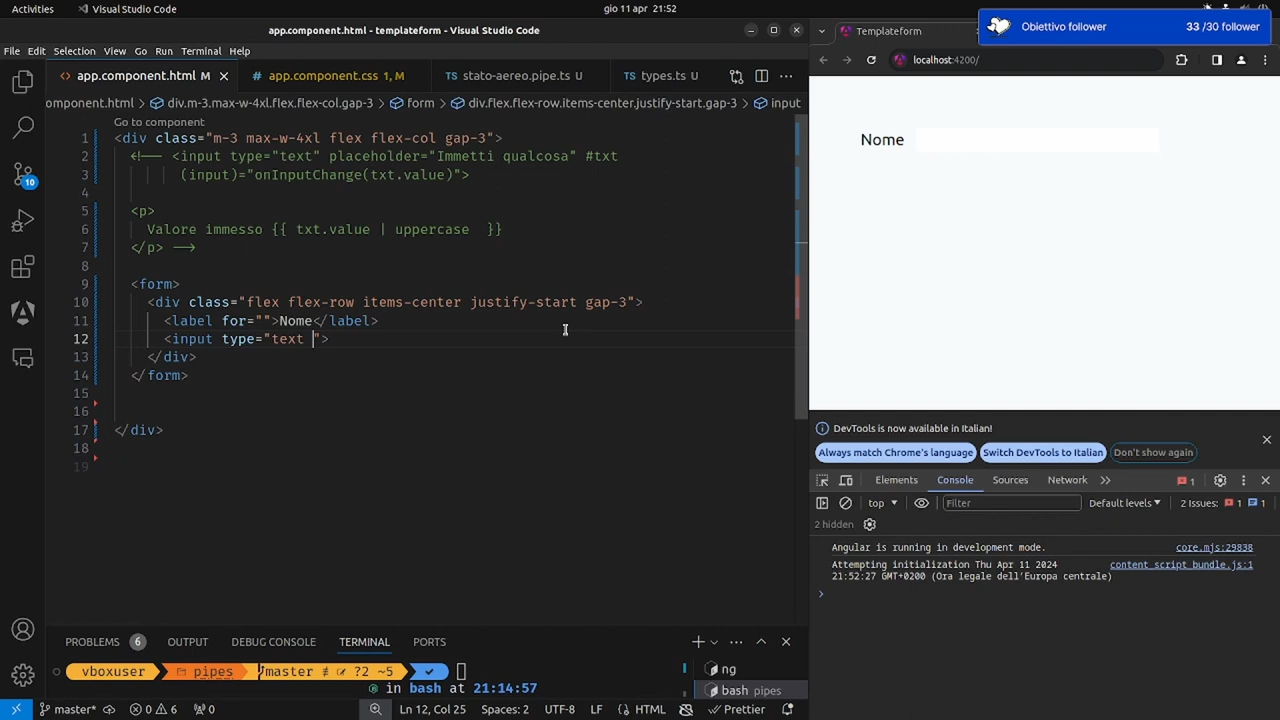 Activities
Visual Studio Code
gio 11 apr 21:52
Obiettivo follower 33 /30 follower
app.component.html - templateform - Visual Studio Code
Templateform
File Edit Selection View Go Run Terminal Help
localhost:4200/
app.component.html M
app.component.css 1, M
stato-aereo.pipe.ts U
types.ts U
omponent.html > div.m-3.max-w-4xl.flex.flex-col.gap-3 > form > div.flex.flex-row.items-center.justify-start.gap-3 > input
Go to component
1 <div class="m-3 max-w-4xl flex flex-col gap-3">
2 <!-- <input type="text" placeholder="Immetti qualcosa" #txt
3 (input)="onInputChange(txt.value)">
4
5 <p>
6 Valore immesso {{ txt.value | uppercase }}
7 </p> -->
8
9 <form>
10 <div class="flex flex-row items-center justify-start gap-3">
11 <label for="">Nome</label>
12 <input type="text ">
13 </div>
14 </form>
15
16
17 </div>
18
19
10
Nome
DevTools is now available in Italian!
Always match Chrome's language
Switch DevTools to Italian
Don't show again
Elements Console Sources Network
1
top
Filter
Default levels
2 Issues: 1 1
2 hidden
Angular is running in development mode. core.mjs:29838
Attempting initialization Thu Apr 11 2024 content_script_bundle.js:1
21:52:27 GMT+0200 (Ora legale dell'Europa centrale)
PROBLEMS 6 OUTPUT DEBUG CONSOLE TERMINAL PORTS
vboxuser pipes master ≢ ?2 ~5
in bash at 21:14:57
ng
bash pipes
master* 0 6 0
Ln 12, Col 25 Spaces: 2 UTF-8 LF HTML Prettier